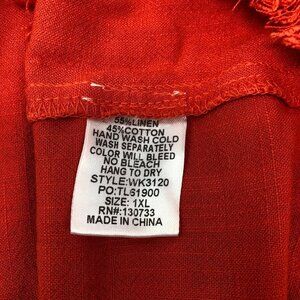 55% LINEN
45% COTTON
HAND WASH COLD
WASH SEPARATELY
COLOR WILL BLEED
NO BLEACH
HANG TO DRY
STYLE:WK3120
PO:TL61900
SIZE: 1XL
RN#:130733
MADE IN CHINA